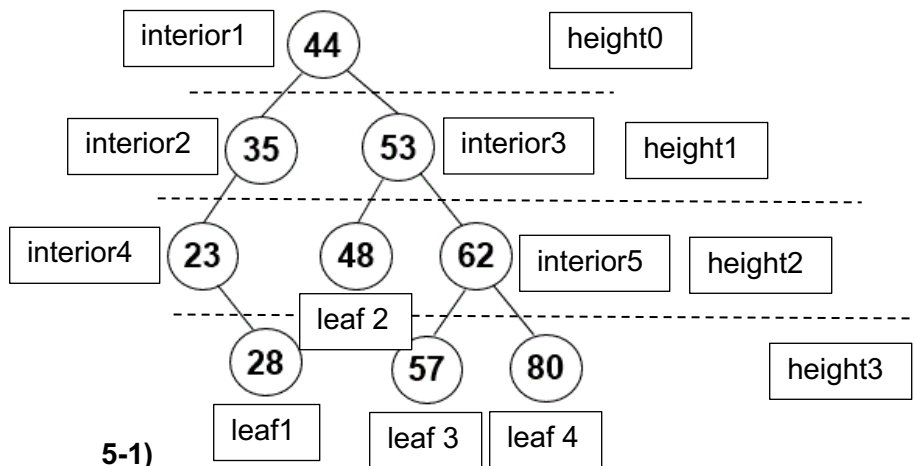 interior1 44 height0
interior2 35 53 interior3 height1
interior4 23 48 62 interior5 height2
leaf 2
28 57 80 height3
leaf1 leaf 3 leaf 4
5-1)